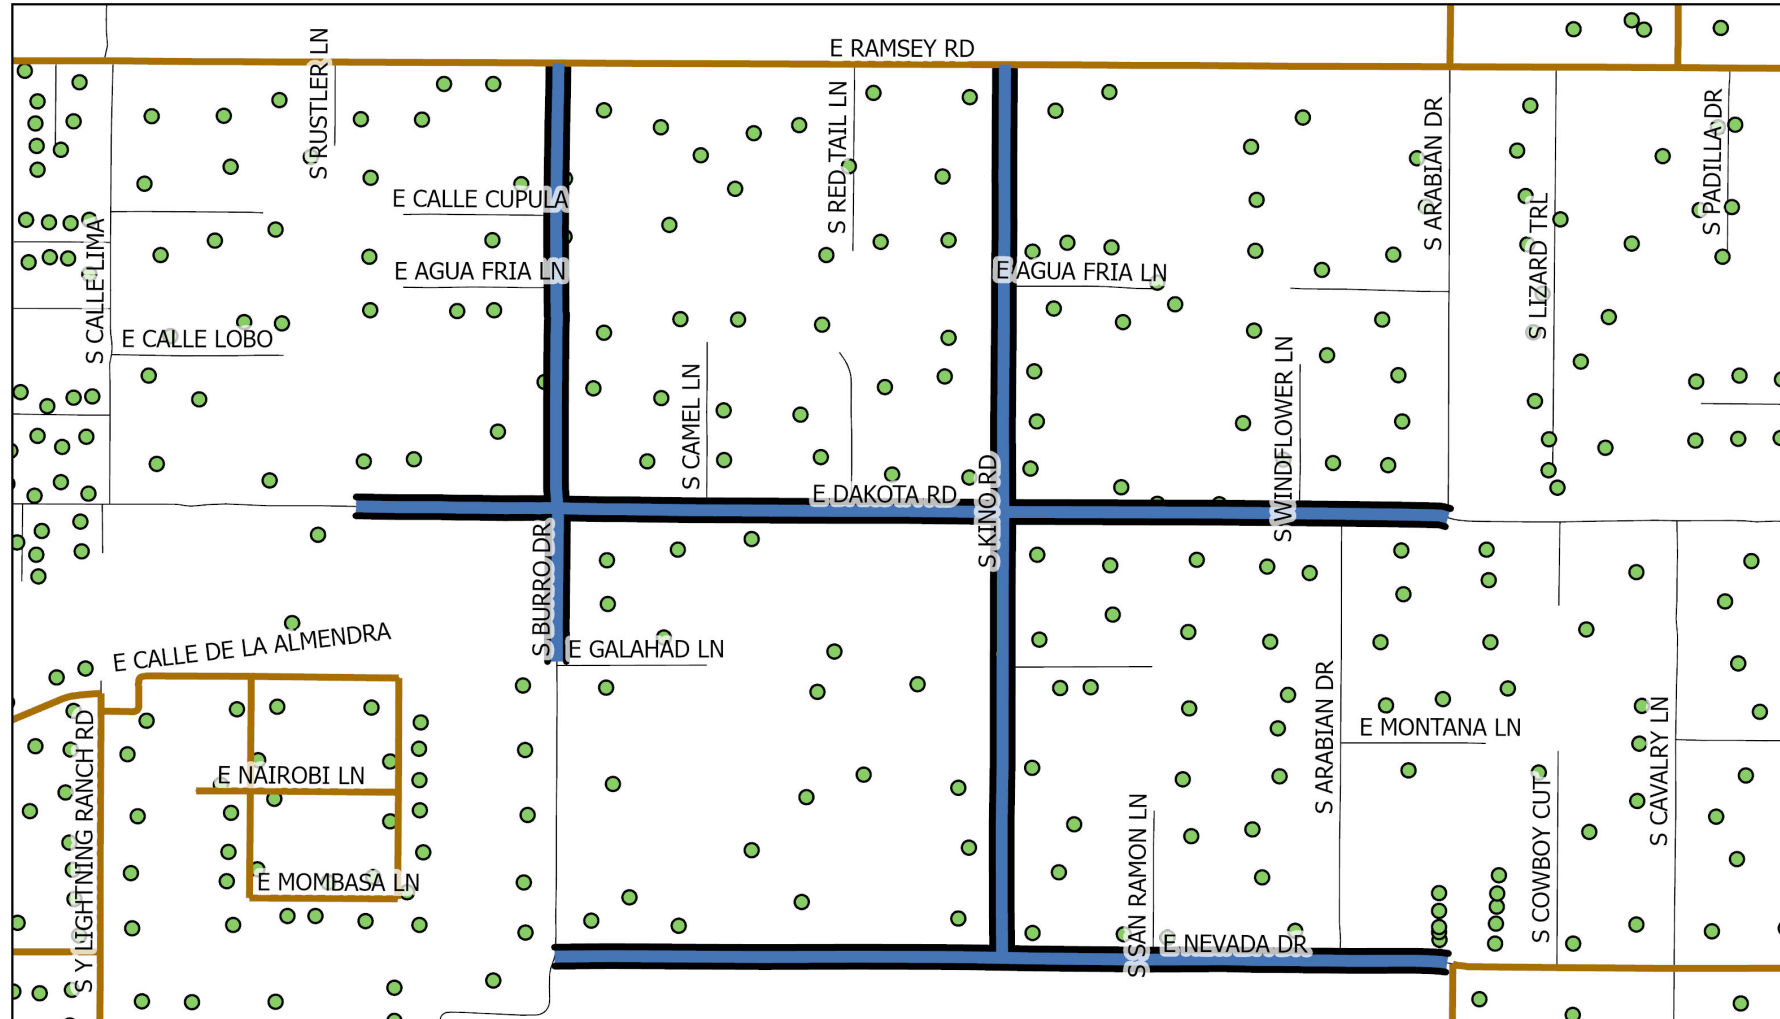 E RAMSEY RD
S RUSTLER LN
S RED TAIL LN
S ARABIAN DR
S PADILLA DR
E CALLE CUPULA
S CALLE LIMA
S LIZARD TRL
E AGUA FRIA LN
E AGUA FRIA LN
E CALLE LOBO
S CAMEL LN
S WINDFLOWER LN
E DAKOTA RD
S KINO RD
S BURRO DR
E CALLE DE LA ALMENDRA
E GALAHAD LN
S ARABIAN DR
E MONTANA LN
S CAVALRY LN
S Y LIGHTNING RANCH RD
E NAIROBI LN
S COWBOY CUT
S SAN RAMON LN
E MOMBASA LN
E NEVADA DR